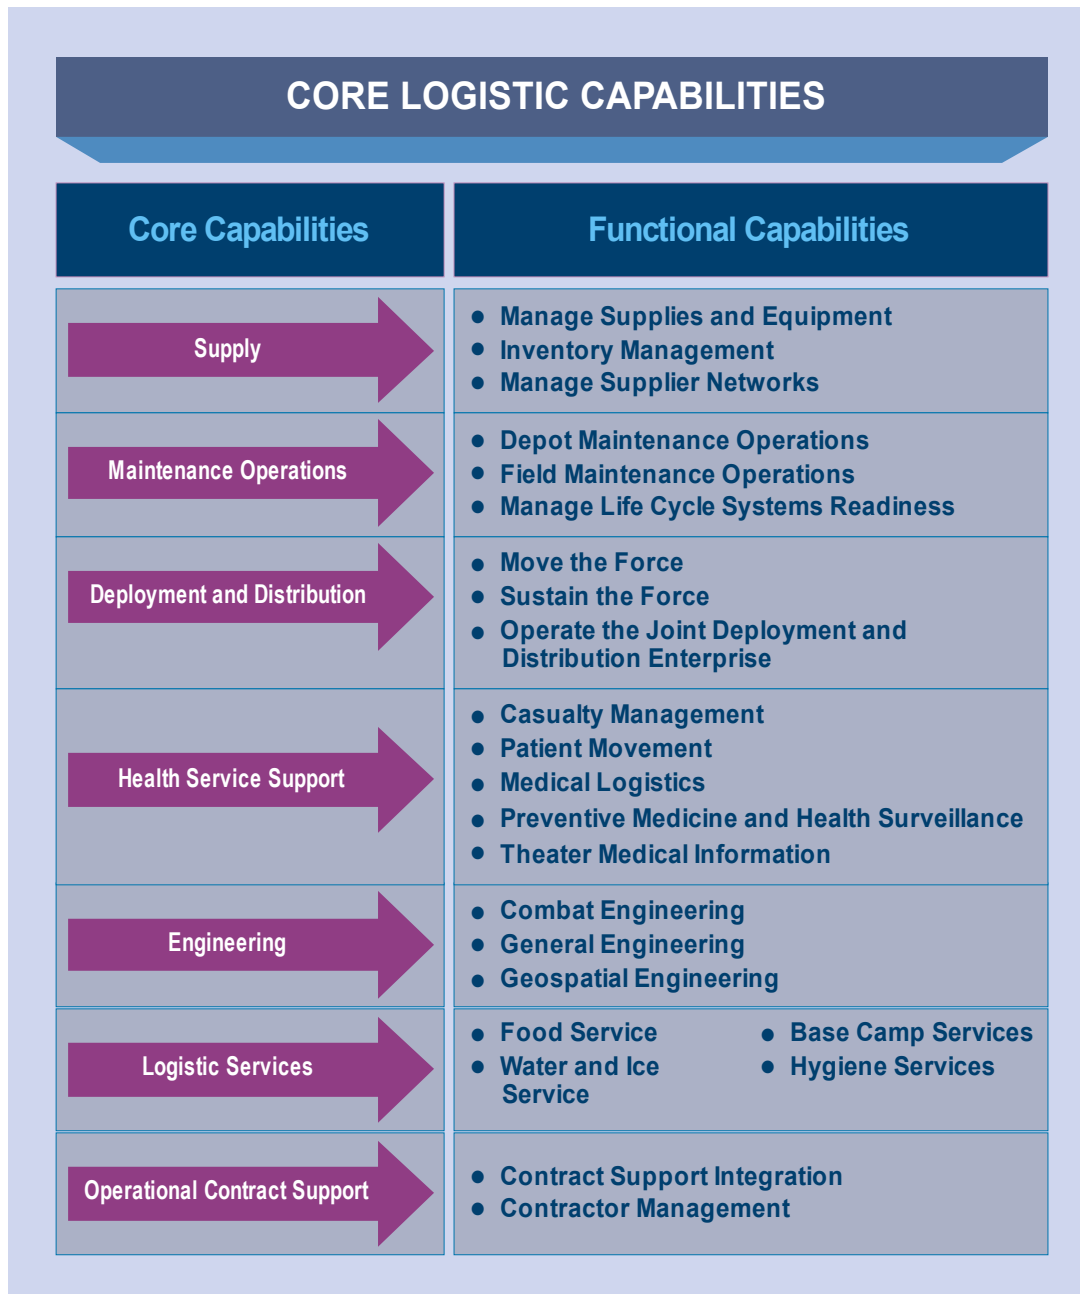 CORE LOGISTIC CAPABILITIES
Core Capabilities
Functional Capabilities
Supply
● Manage Supplies and Equipment
● Inventory Management
● Manage Supplier Networks
Maintenance Operations
● Depot Maintenance Operations
● Field Maintenance Operations
● Manage Life Cycle Systems Readiness
Deployment and Distribution
● Move the Force
● Sustain the Force
● Operate the Joint Deployment and
Distribution Enterprise
Health Service Support
● Casualty Management
● Patient Movement
● Medical Logistics
● Preventive Medicine and Health Surveillance
● Theater Medical Information
Engineering
● Combat Engineering
● General Engineering
● Geospatial Engineering
Logistic Services
● Food Service
● Water and Ice
Service
● Base Camp Services
● Hygiene Services
Operational Contract Support
● Contract Support Integration
● Contractor Management